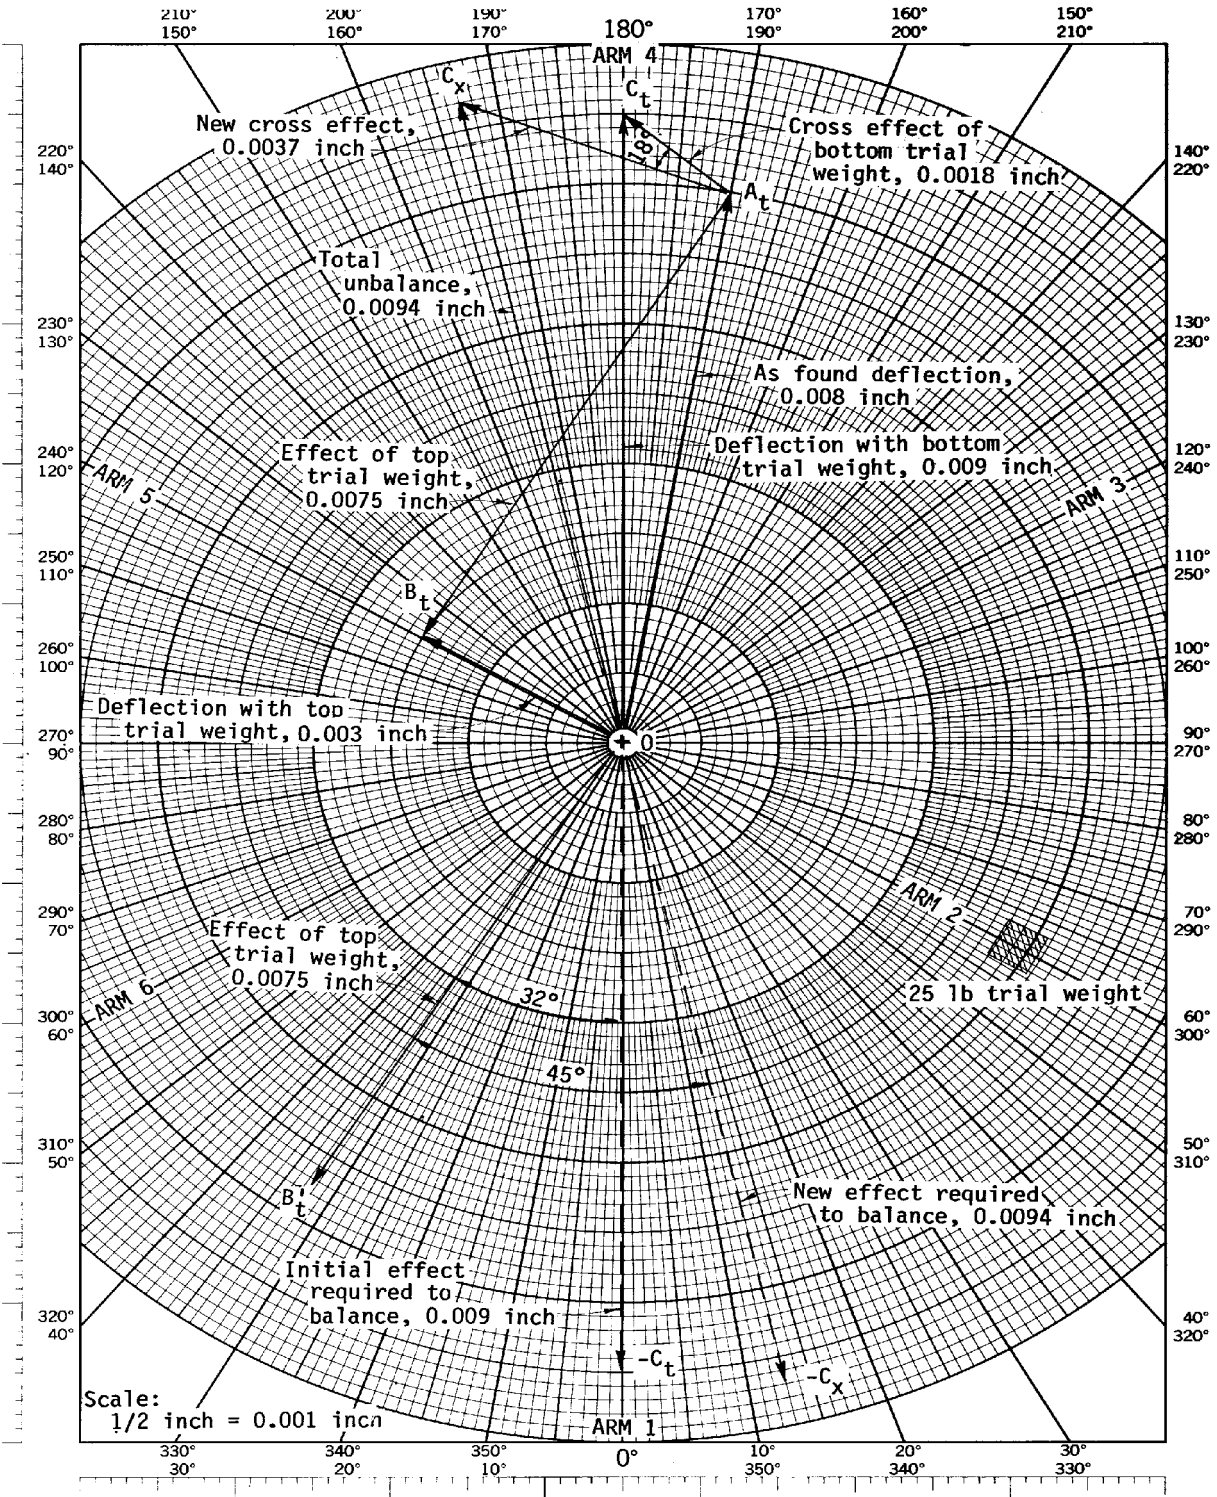 210° 200° 190° 180° 170° 160° 150°
150° 160° 170° 190° 200° 210°
ARM 4
Cx
Ct
New cross effect,
0.0037 inch
18°
Cross effect of
bottom trial
weight, 0.0018 inch
220°
140°
140°
220°
At
Total
unbalance,
0.0094 inch
230°
130°
130°
230°
As found deflection,
0.008 inch
Effect of top
trial weight,
0.0075 inch
Deflection with bottom
trial weight, 0.009 inch
240°
120°
120°
240°
ARM 5
ARM 3
250°
110°
110°
250°
Bt
260°
100°
100°
260°
Deflection with top
trial weight, 0.003 inch
270°
90°
0
90°
270°
280°
80°
80°
280°
ARM 2
290°
70°
70°
290°
Effect of top
trial weight,
0.0075 inch
ARM 6
32°
25 lb trial weight
300°
60°
60°
300°
45°
310°
50°
50°
310°
B't
New effect required
to balance, 0.0094 inch
Initial effect
required to
balance, 0.009 inch
320°
40°
40°
320°
-Ct
-Cx
Scale:
1/2 inch = 0.001 inch
ARM 1
330° 340° 350° 0° 10° 20° 30°
30° 20° 10° 350° 340° 330°